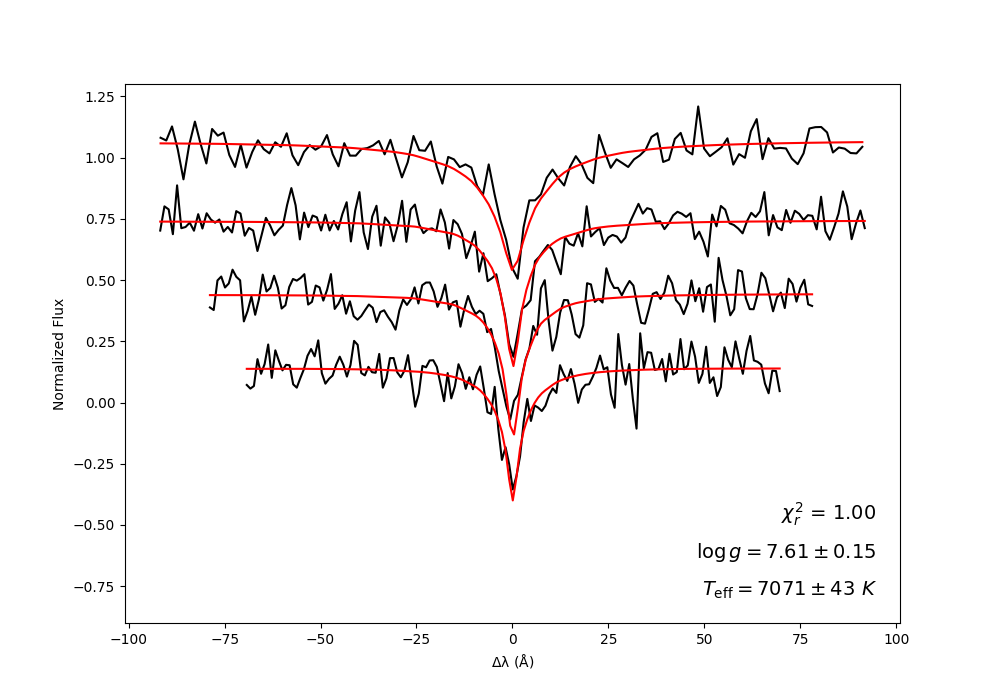 1.25
1.00
0.75
0.50
0.25
0.00
−0.25
−0.50
−0.75
Normalized Flux
χ²ᵣ = 1.00
log g = 7.61 ± 0.15
T_eff = 7071 ± 43 K
−100 −75 −50 −25 0 25 50 75 100
Δλ (Å)